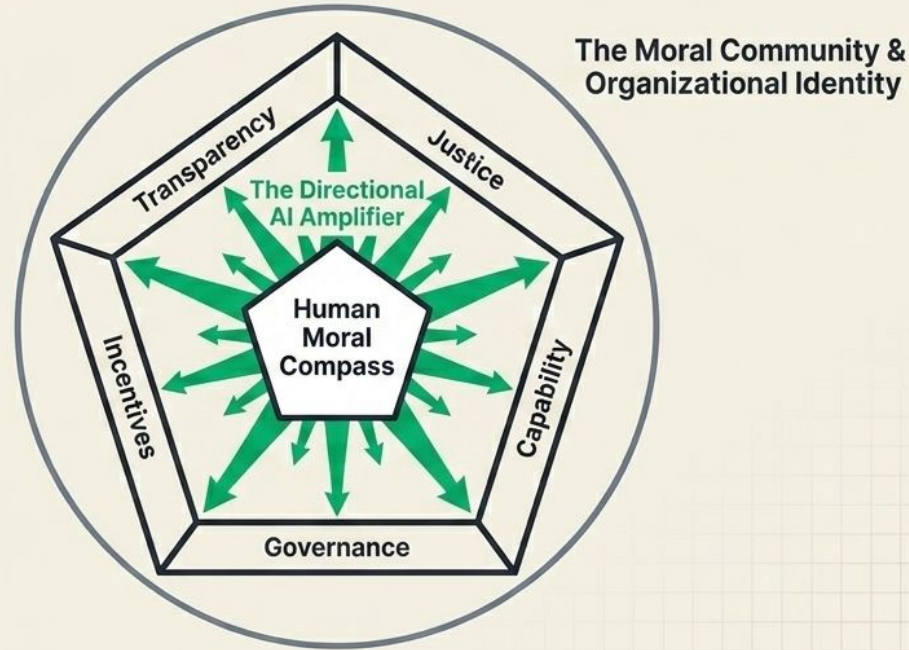 The Moral Community &
Organizational Identity
Transparency
Justice
The Directional
AI Amplifier
Human
Moral
Compass
Incentives
Capability
Governance